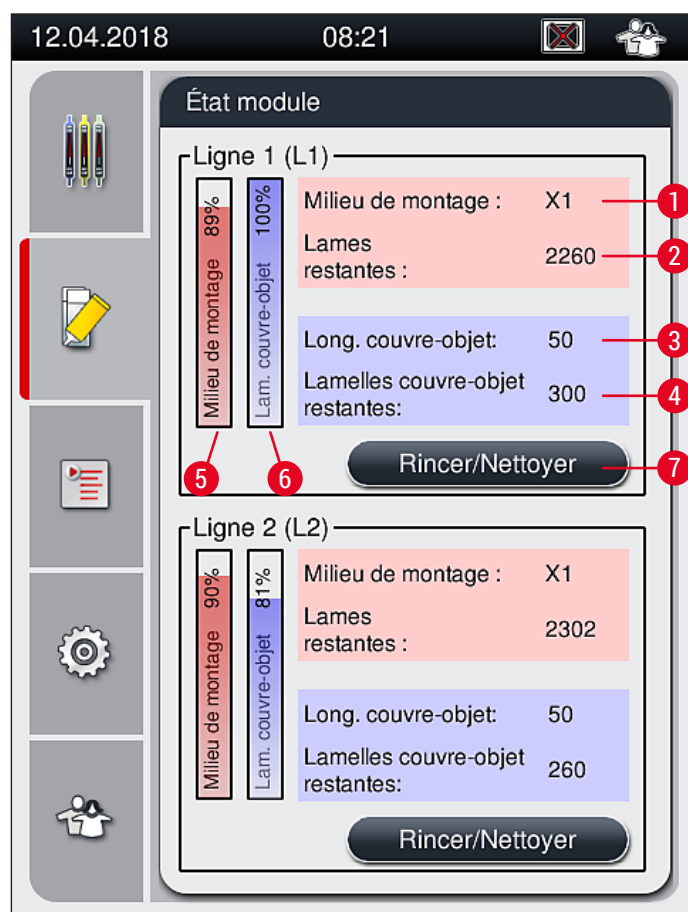 12.04.2018 08:21
État module
Ligne 1 (L1)
Milieu de montage 89%
Lam. couvre-objet 100%
Milieu de montage : X1
1
Lames
restantes : 2260
2
Long. couvre-objet: 50
3
Lamelles couvre-objet
restantes: 300
4
5
6
Rincer/Nettoyer
7
Ligne 2 (L2)
Milieu de montage 90%
Lam. couvre-objet 81%
Milieu de montage : X1
Lames
restantes : 2302
Long. couvre-objet: 50
Lamelles couvre-objet
restantes: 260
Rincer/Nettoyer